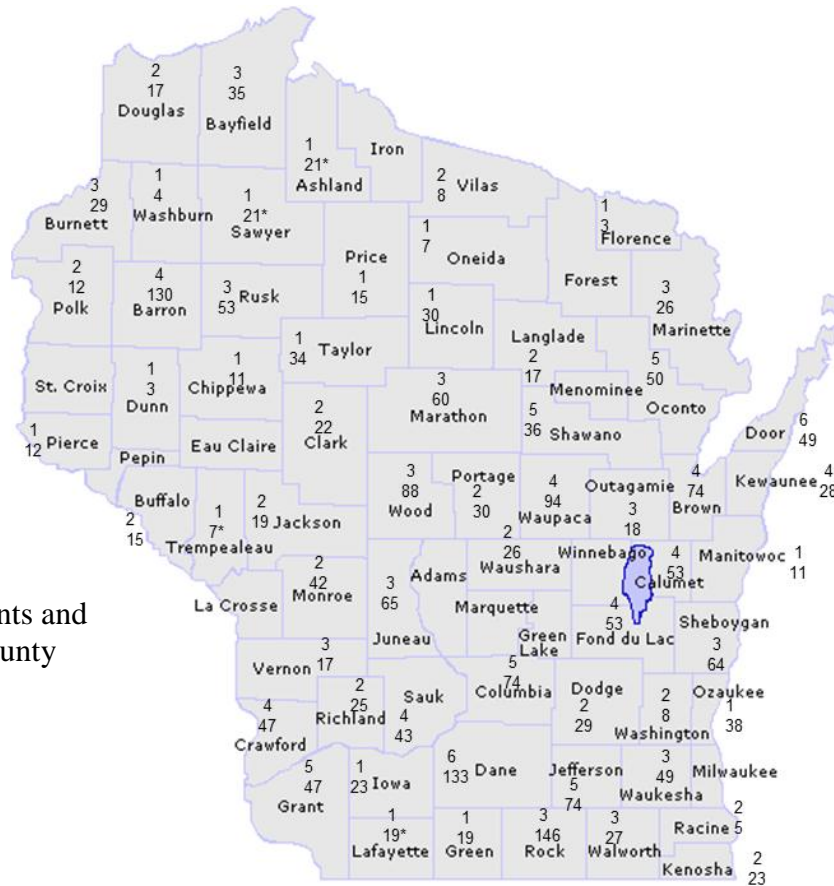 2
17
Douglas
3
35
Bayfield
1
21*
Ashland
Iron
2
8
Vilas
3
29
Burnett
1
4
Washburn
1
21*
Sawyer
Price
1
15
1
7
Oneida
Forest
1
3
Florence
2
12
Polk
4
130
Barron
3
53
Rusk
1
30
Lincoln
Langlade
2
17
3
26
Marinette
1
34
Taylor
St. Croix
1
3
Dunn
1
11
Chippewa
3
60
Marathon
Menominee
5
50
Oconto
1
12
Pierce
Pepin
Eau Claire
2
22
Clark
5
36
Shawano
6
49
Door
Buffalo
2
15
1
7*
Trempealeau
2
19
Jackson
3
88
Wood
Portage
2
30
4
94
Waupaca
Outagamie
3
18
4
74
Brown
Kewaunee
4
28
2
42
Monroe
La Crosse
3
65
Juneau
Adams
2
26
Waushara
Winnebago
4
53
Calumet
Manitowoc
1
11
nts and
unty
Marquette
Green
Lake
4
53
Fond du Lac
Sheboygan
3
64
3
17
Vernon
2
25
Richland
Sauk
4
43
5
74
Columbia
Dodge
2
29
2
8
Washington
Ozaukee
1
38
4
47
Crawford
5
47
Grant
1
23
Iowa
6
133
Dane
Jefferson
5
74
3
49
Waukesha
Milwaukee
1
19*
Lafayette
1
19
Green
3
146
Rock
3
27
Walworth
Racine
2
5
Kenosha
2
23